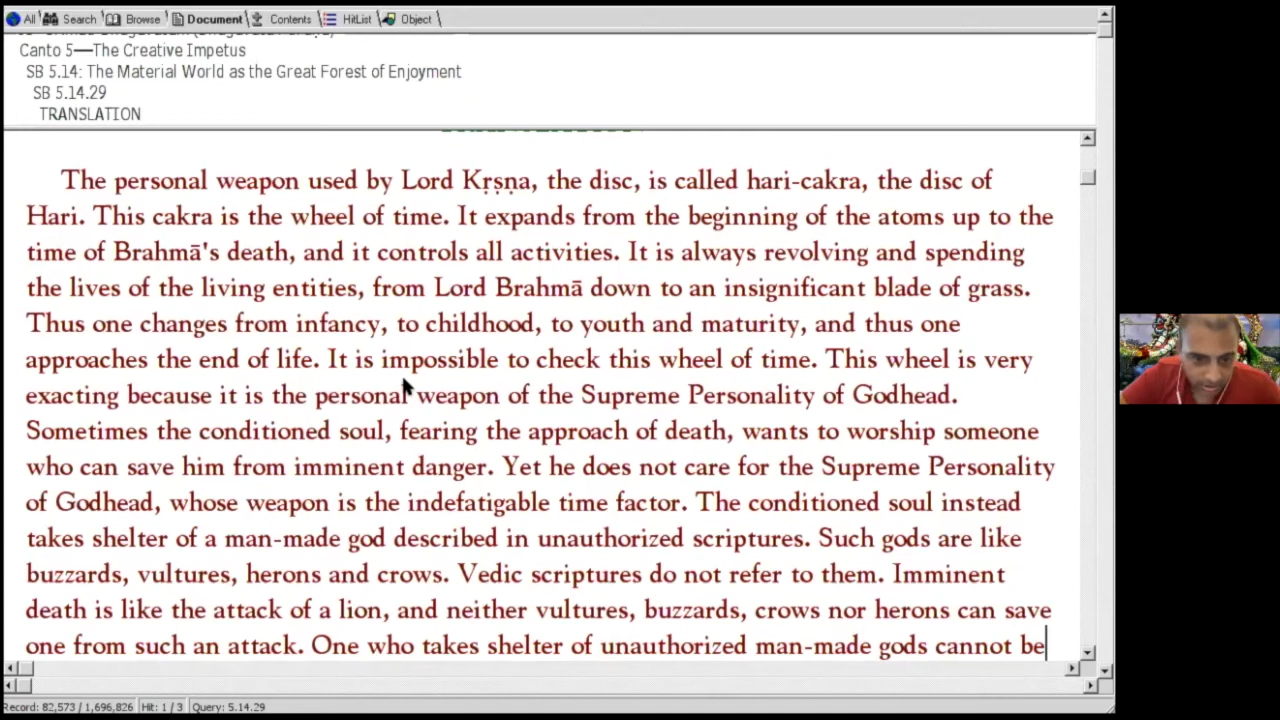 All Search Browse Document Contents HitList Object
Canto 5—The Creative Impetus
SB 5.14: The Material World as the Great Forest of Enjoyment
SB 5.14.29
TRANSLATION
The personal weapon used by Lord Kṛṣṇa, the disc, is called hari-cakra, the disc of
Hari. This cakra is the wheel of time. It expands from the beginning of the atoms up to the
time of Brahmā's death, and it controls all activities. It is always revolving and spending
the lives of the living entities, from Lord Brahmā down to an insignificant blade of grass.
Thus one changes from infancy, to childhood, to youth and maturity, and thus one
approaches the end of life. It is impossible to check this wheel of time. This wheel is very
exacting because it is the personal weapon of the Supreme Personality of Godhead.
Sometimes the conditioned soul, fearing the approach of death, wants to worship someone
who can save him from imminent danger. Yet he does not care for the Supreme Personality
of Godhead, whose weapon is the indefatigable time factor. The conditioned soul instead
takes shelter of a man-made god described in unauthorized scriptures. Such gods are like
buzzards, vultures, herons and crows. Vedic scriptures do not refer to them. Imminent
death is like the attack of a lion, and neither vultures, buzzards, crows nor herons can save
one from such an attack. One who takes shelter of unauthorized man-made gods cannot be
Record: 82,573 / 1,696,826 Hit: 1 / 3 Query: 5.14.29